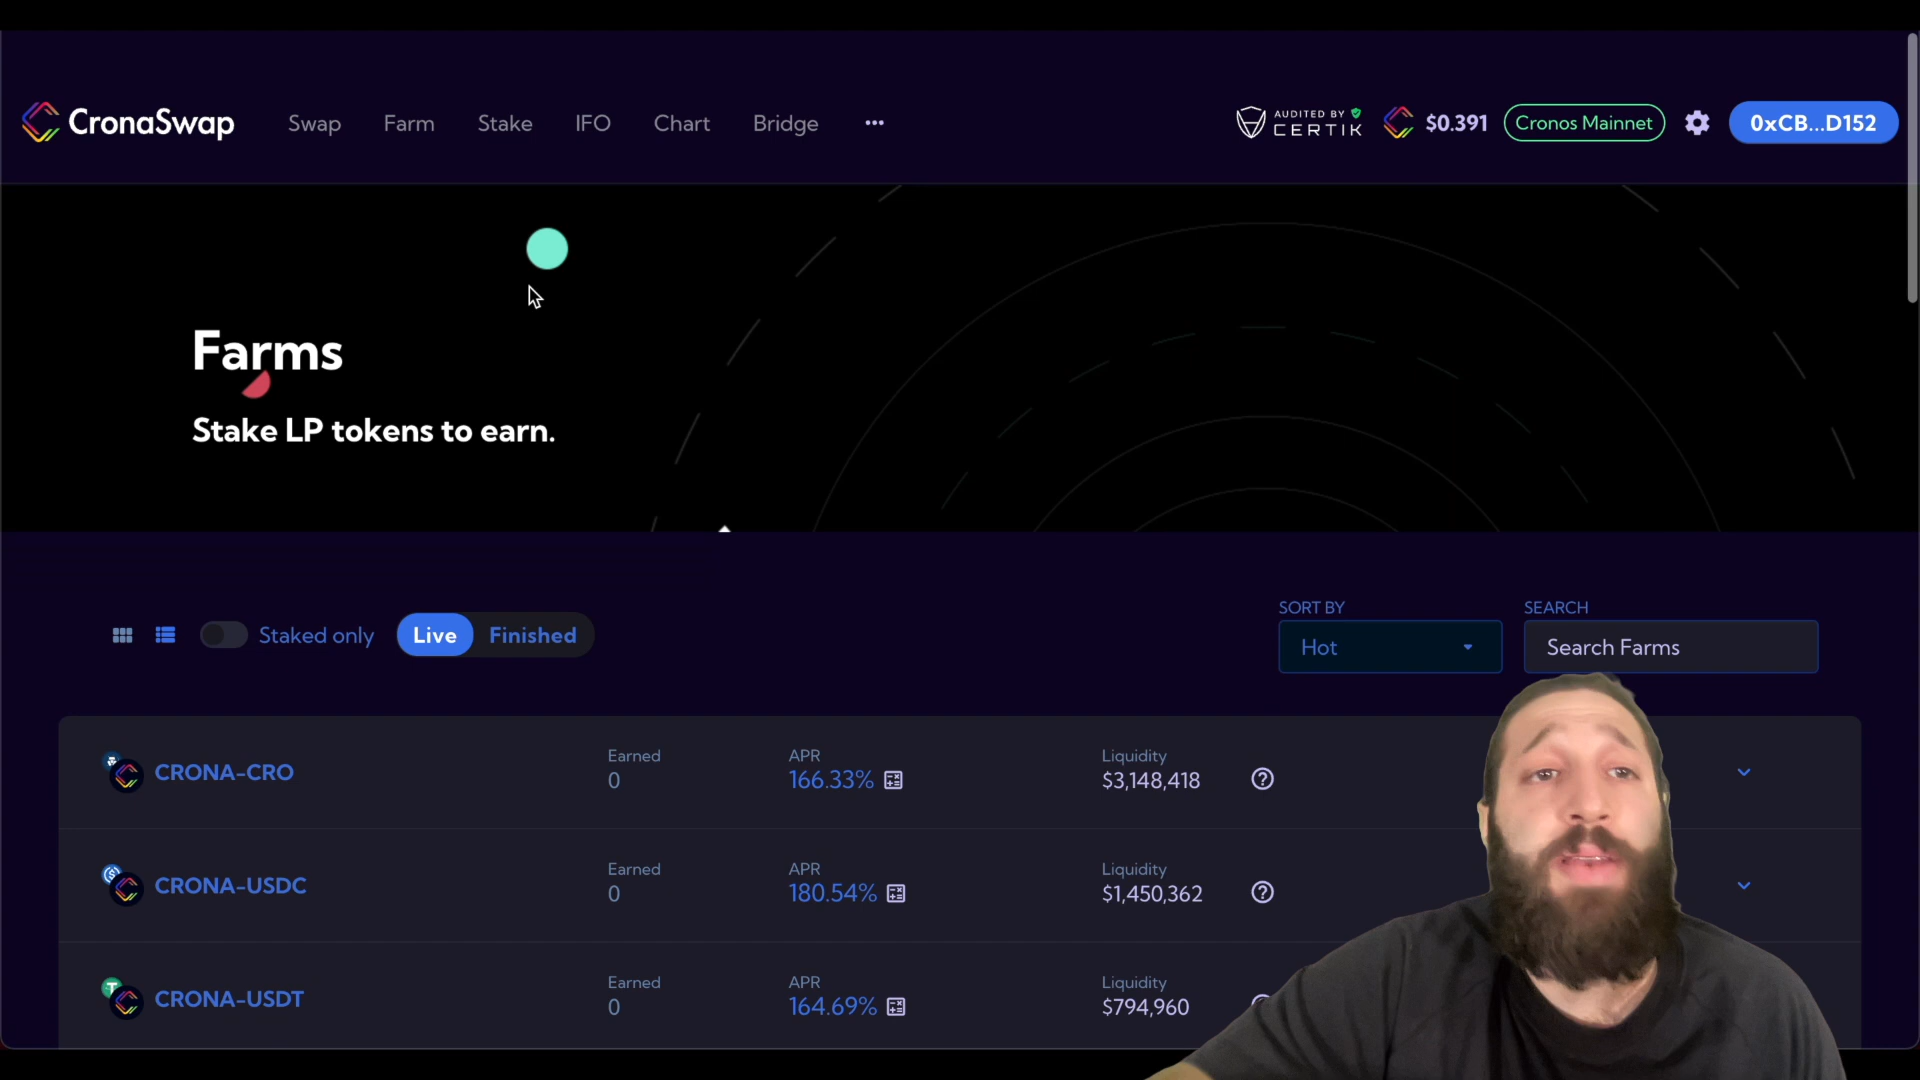 CronaSwap
Swap
Farm
Stake
IFO
Chart
Bridge
AUDITED BY
CERTIK
$0.391
Cronos Mainnet
0xCB...D152
Farms
Stake LP tokens to earn.
Staked only
Live
Finished
SORT BY
Hot
SEARCH
Search Farms
CRONA-CRO
Earned
0
APR
166.33%
Liquidity
$3,148,418
CRONA-USDC
Earned
0
APR
180.54%
Liquidity
$1,450,362
CRONA-USDT
Earned
0
APR
164.69%
Liquidity
$794,960